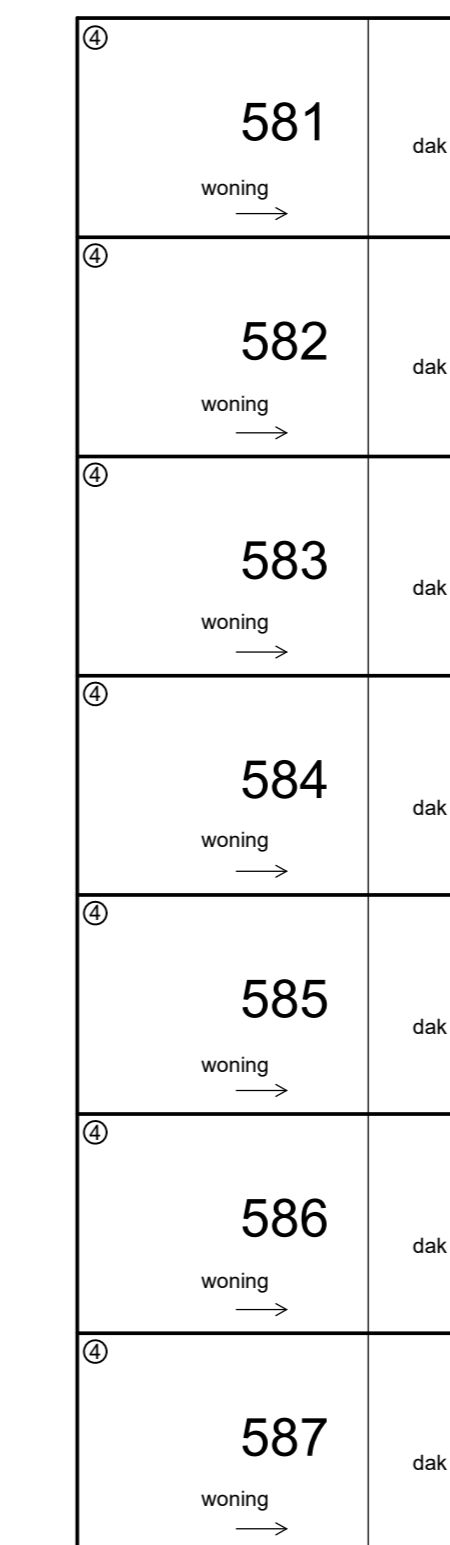 ④
581
dak
woning
④
582
dak
woning
④
583
dak
woning
④
584
dak
woning
④
585
dak
woning
④
586
dak
woning
④
587
dak
woning